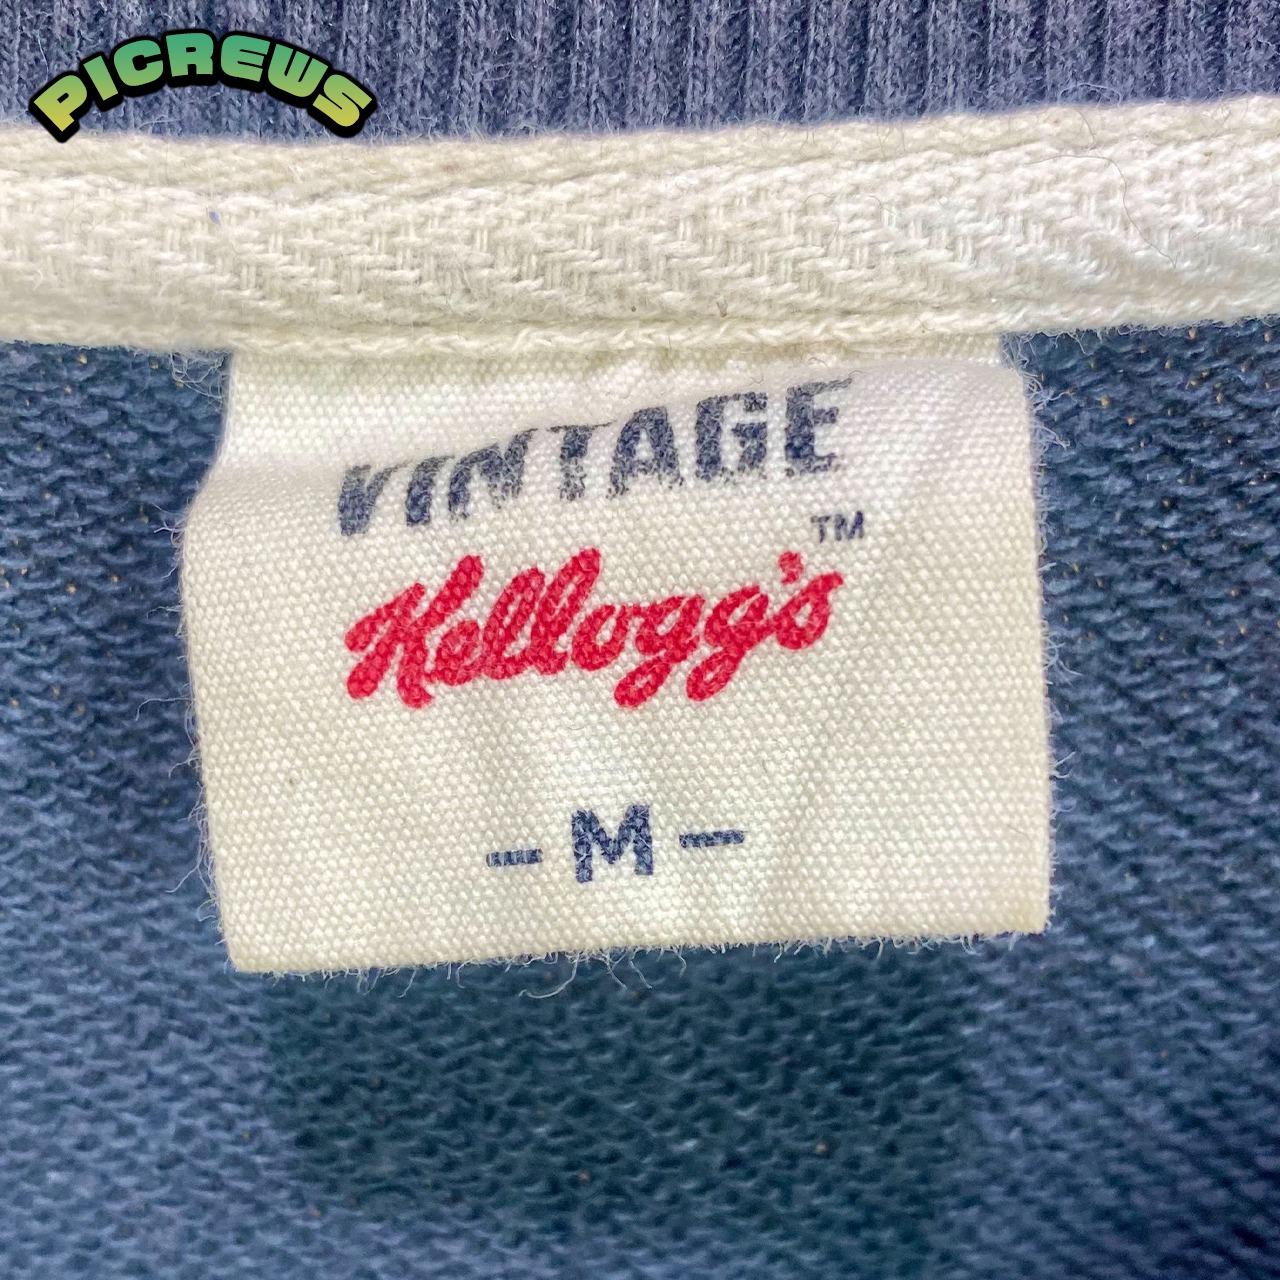 PICREWS
VINTAGE
TM
Kellogg's
- M -